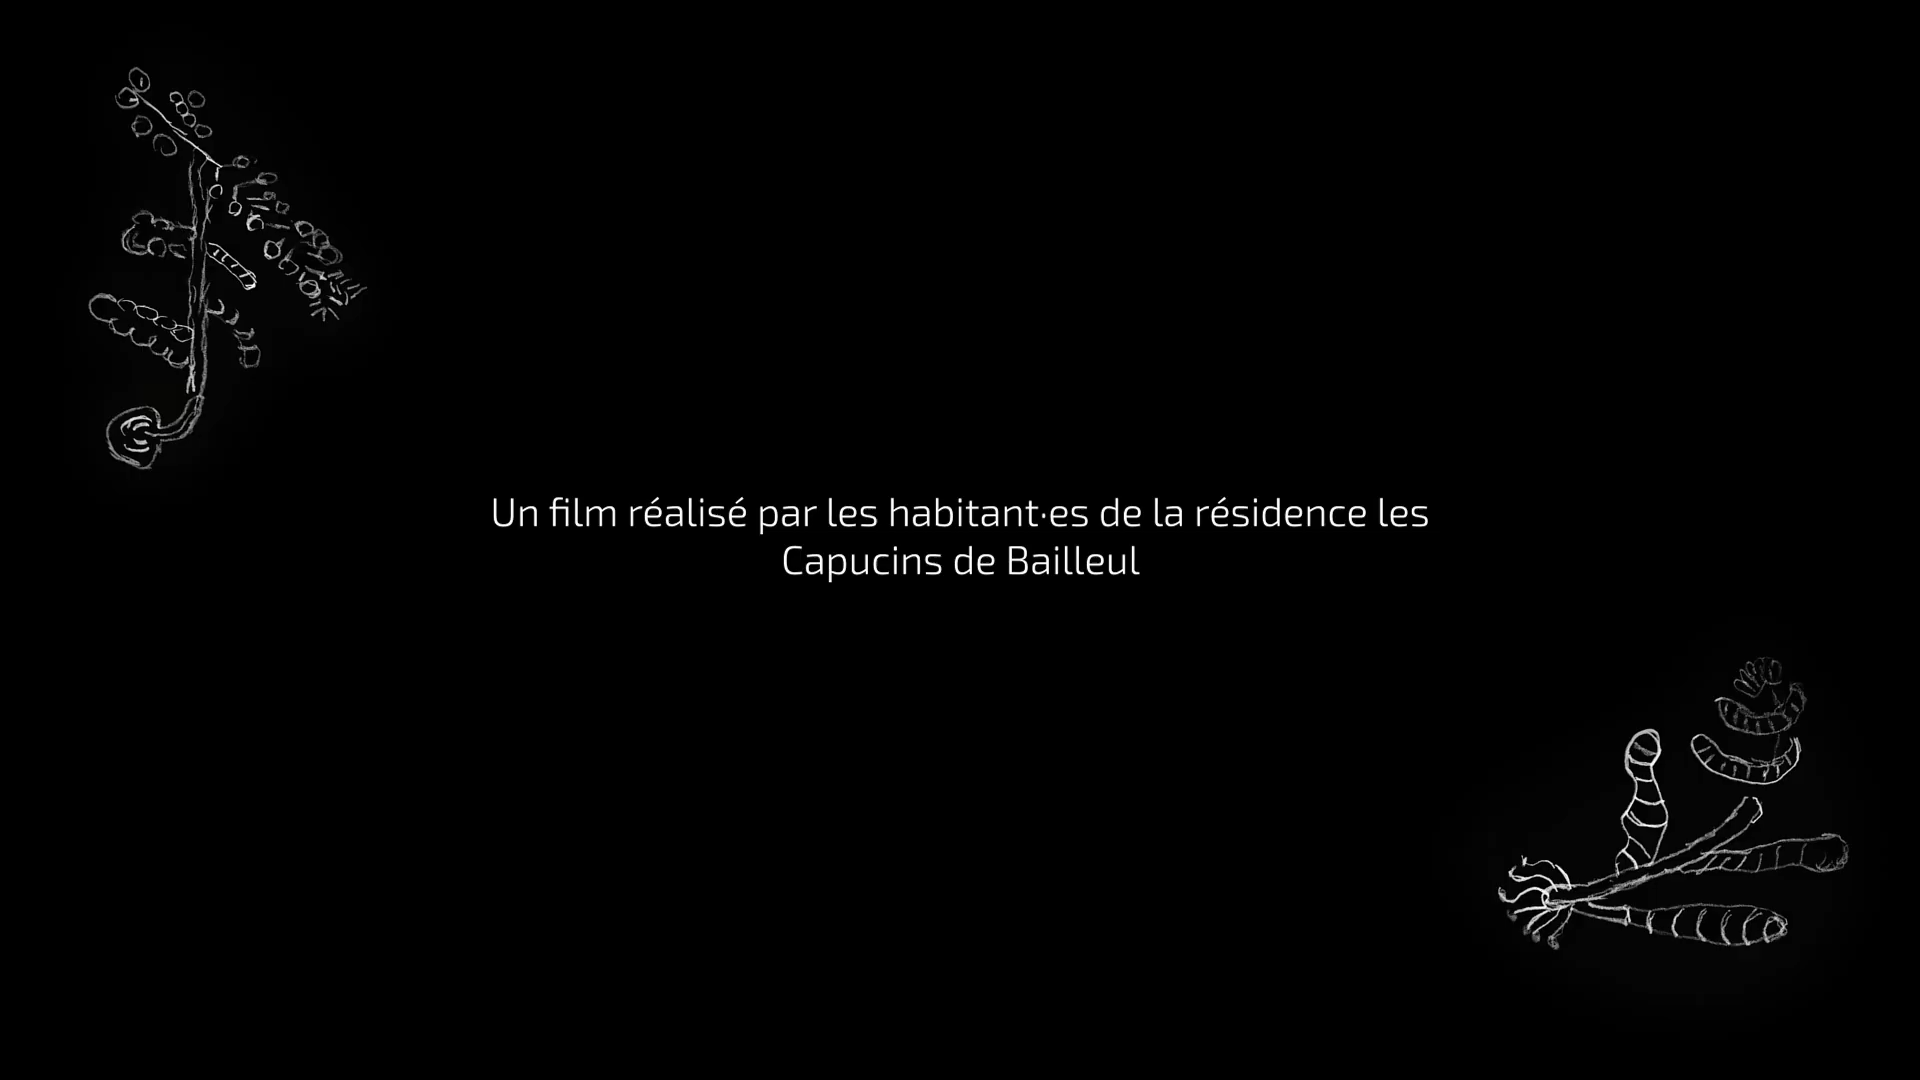 Un film réalisé par les habitant·es de la résidence les
Capucins de Bailleul